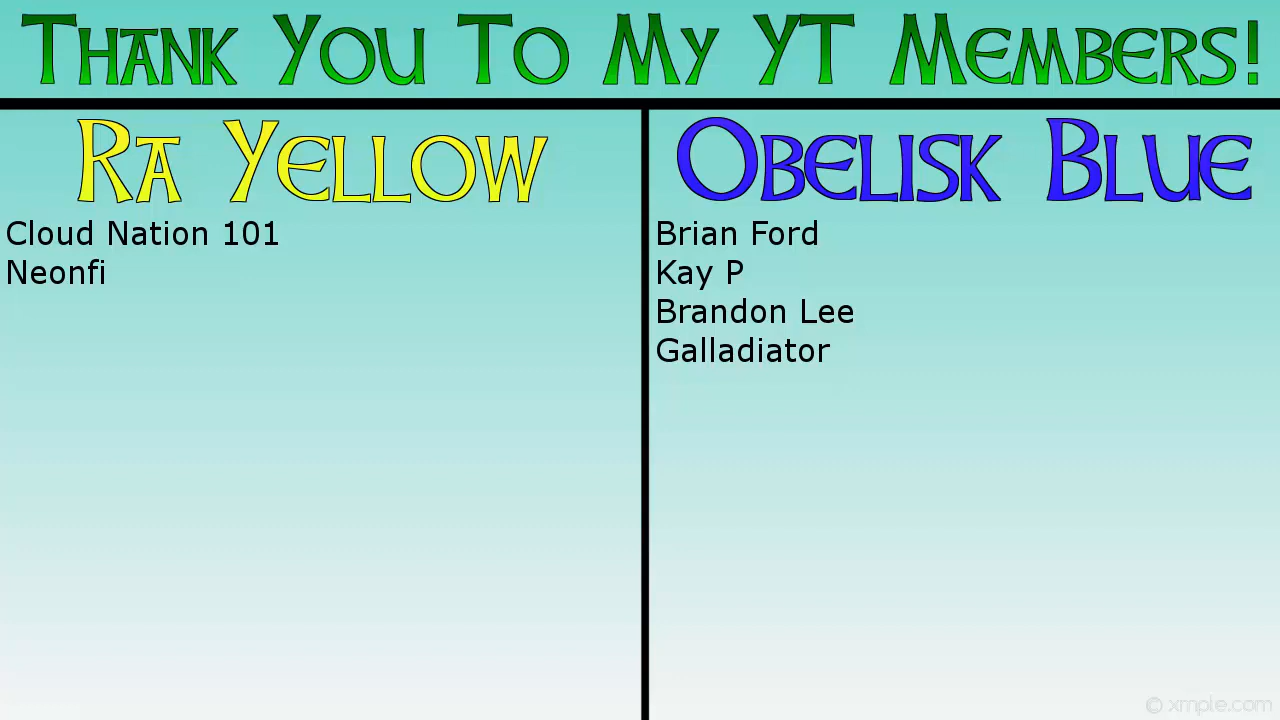 Thank You To My YT Members!
Ra Yellow
Cloud Nation 101
Neonfi
Obelisk Blue
Brian Ford
Kay P
Brandon Lee
Galladiator
© xmple.com